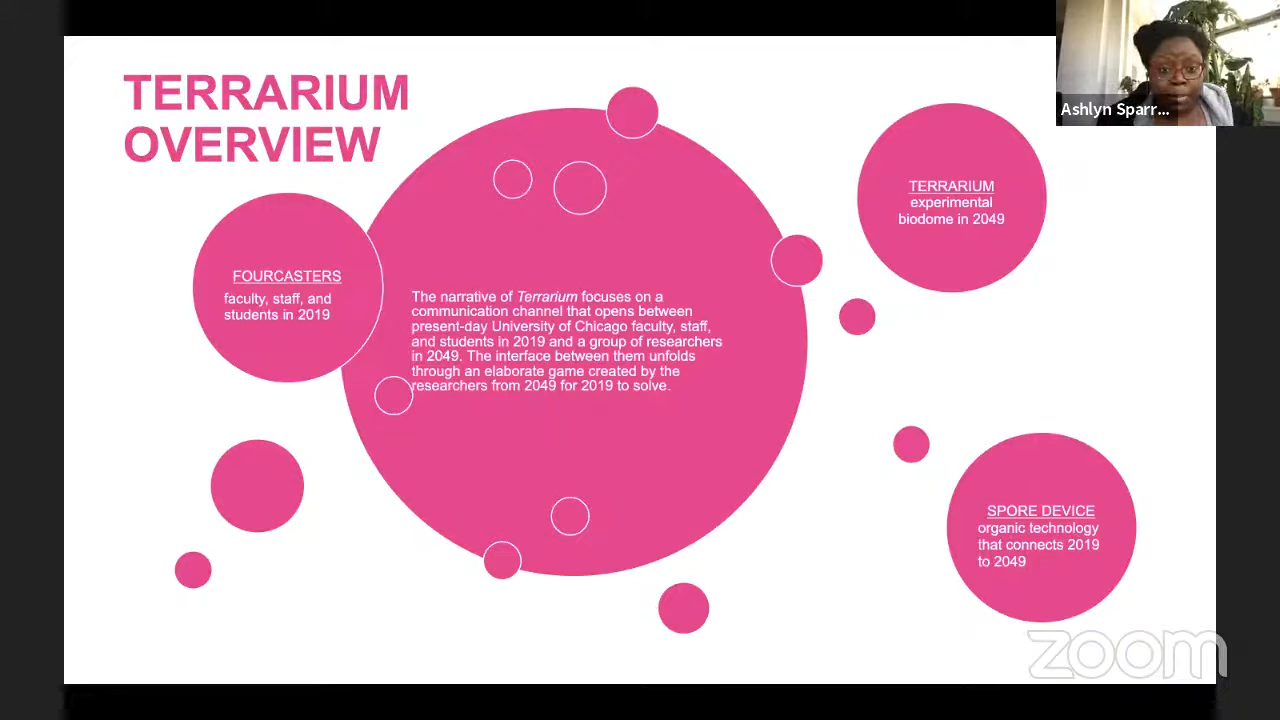 TERRARIUM
OVERVIEW
Ashlyn Sparr...
TERRARIUM
experimental
biodome in 2049
FOURCASTERS
faculty, staff, and
students in 2019
The narrative of Terrarium focuses on a
communication channel that opens between
present-day University of Chicago faculty, staff,
and students in 2019 and a group of researchers
in 2049. The interface between them unfolds
through an elaborate game created by the
researchers from 2049 for 2019 to solve.
SPORE DEVICE
organic technology
that connects 2019
to 2049
zoom